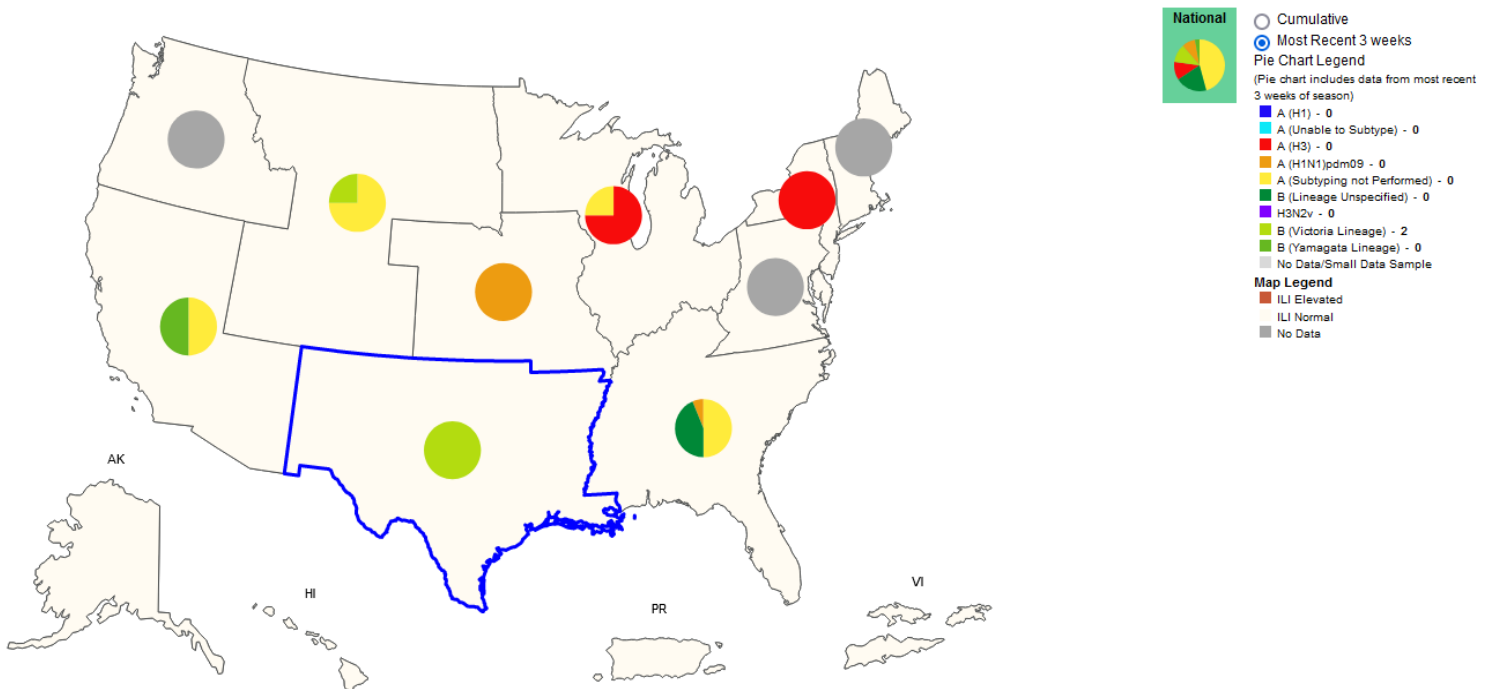 National
Cumulative
Most Recent 3 weeks
Pie Chart Legend
(Pie chart includes data from most recent
3 weeks of season)
A (H1) - 0
A (Unable to Subtype) - 0
A (H3) - 0
A (H1N1)pdm09 - 0
A (Subtyping not Performed) - 0
B (Lineage Unspecified) - 0
H3N2v - 0
B (Victoria Lineage) - 2
B (Yamagata Lineage) - 0
No Data/Small Data Sample
Map Legend
ILI Elevated
ILI Normal
No Data
AK
HI
PR
VI